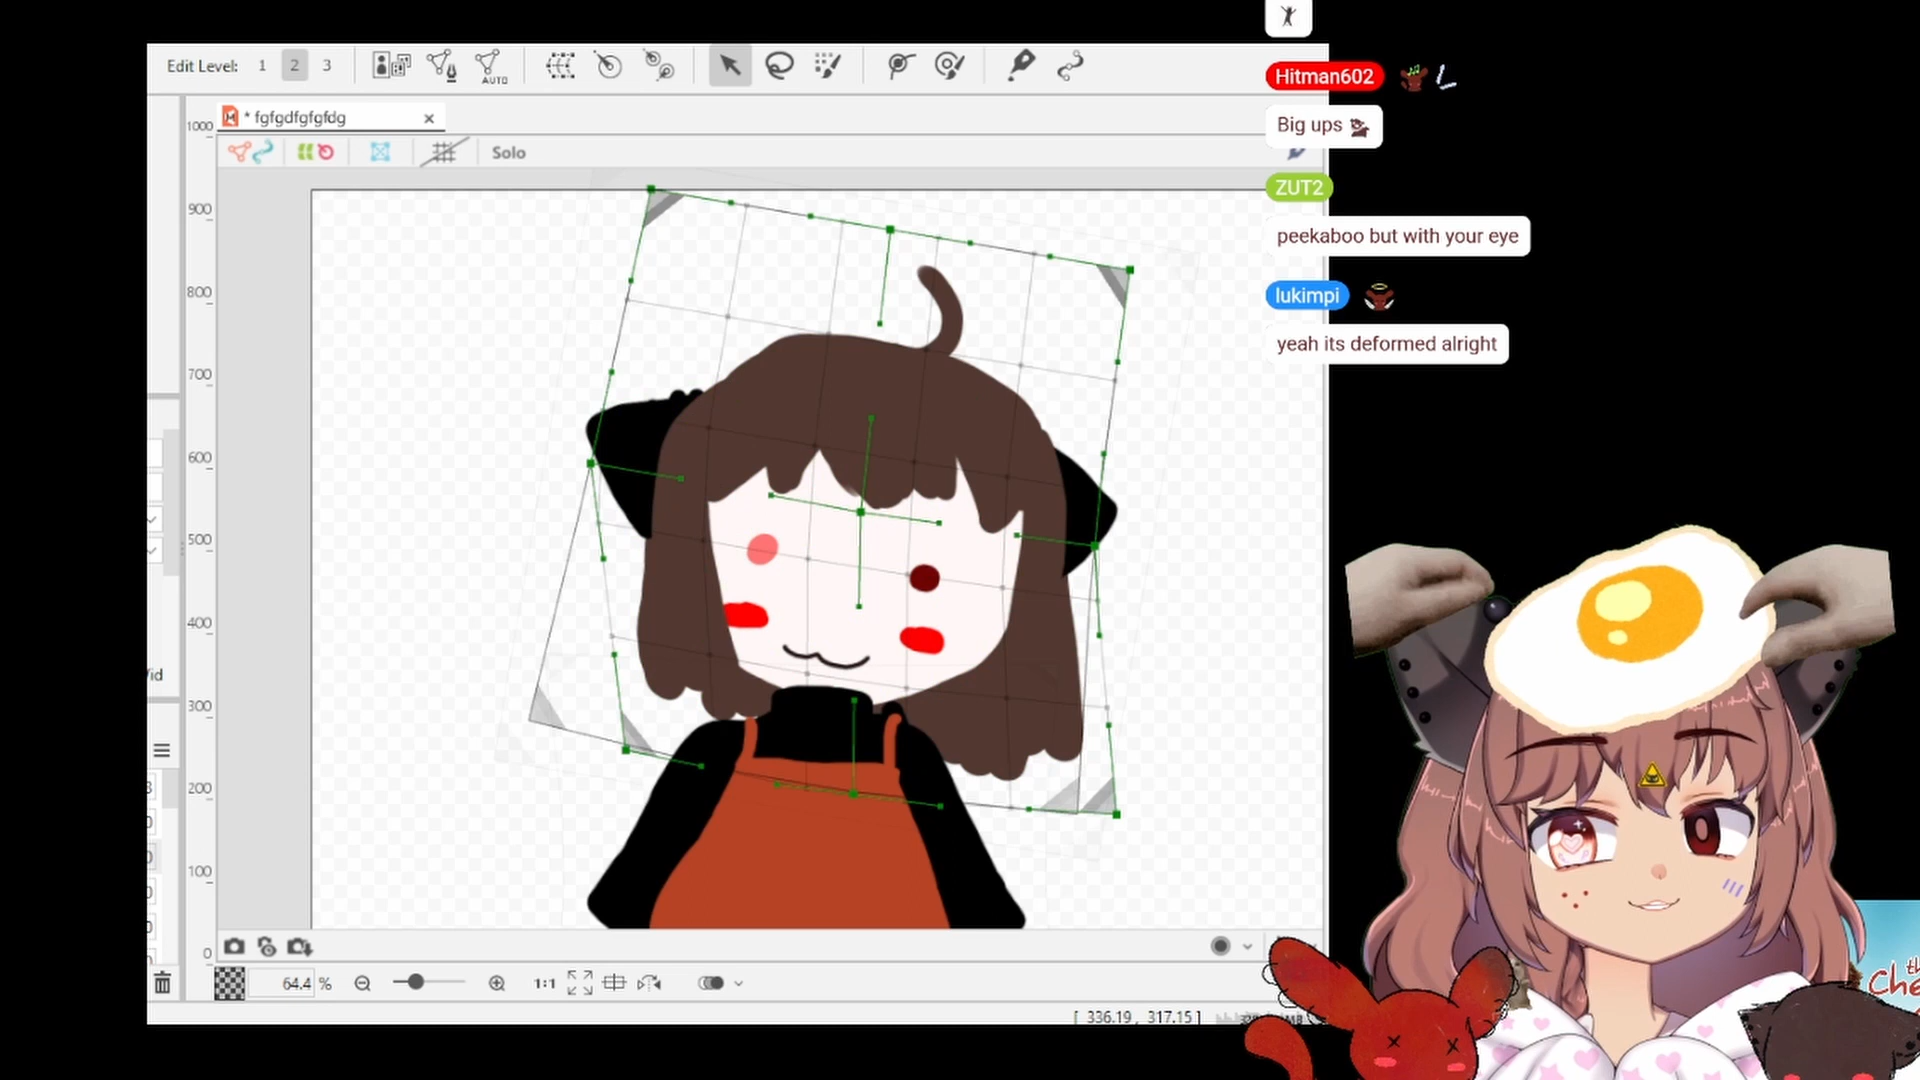 Edit Level: 1 2 3
AUTO
* fgfgdfgfgfdg
Solo
1000
900
800
700
600
500
400
300
200
100
0
64.4 %
1:1
[ 336.19, 317.15 ]
Hitman602
Big ups
ZUT2
peekaboo but with your eye
lukimpi
yeah its deformed alright